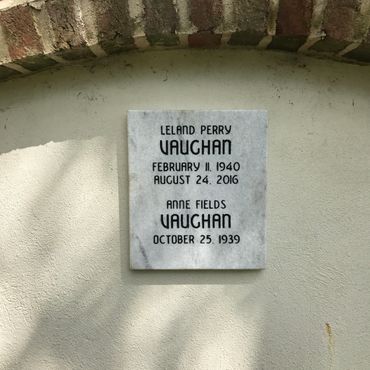 LELAND PERRY
VAUGHAN
FEBRUARY 11, 1940
AUGUST 24, 2016
ANNE FIELDS
VAUGHAN
OCTOBER 25, 1939